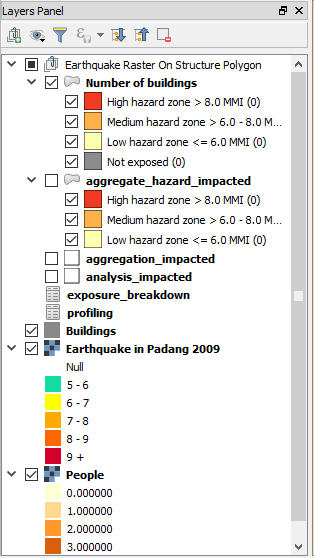 Layers Panel
Earthquake Raster On Structure Polygon
Number of buildings
High hazard zone > 8.0 MMI (0)
Medium hazard zone > 6.0 - 8.0 M...
Low hazard zone <= 6.0 MMI (0)
Not exposed (0)
aggregate_hazard_impacted
High hazard zone > 8.0 MMI (0)
Medium hazard zone > 6.0 - 8.0 M...
Low hazard zone <= 6.0 MMI (0)
aggregation_impacted
analysis_impacted
exposure_breakdown
profiling
Buildings
Earthquake in Padang 2009
Null
5 - 6
6 - 7
7 - 8
8 - 9
9 +
People
0.000000
1.000000
2.000000
3.000000